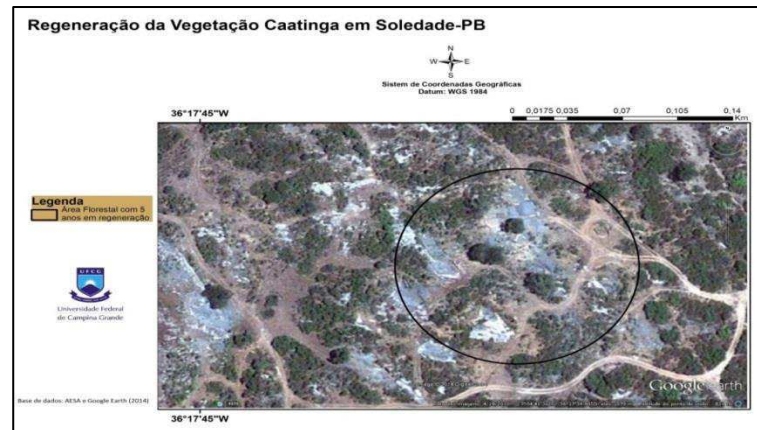 Regeneração da Vegetação Caatinga em Soledade-PB
N
W E
S
Sistem de Coordenadas Geográficas
Datum: WGS 1984
0 0,0175 0,035 0,07 0,105 0,14
Km
36°17'45"W
Legenda
Área Florestal com 5
anos em regeneração
UFCG
Universidade Federal
de Campina Grande
Google earth
Base de dados: AESA e Google Earth (2014)
36°17'45"W